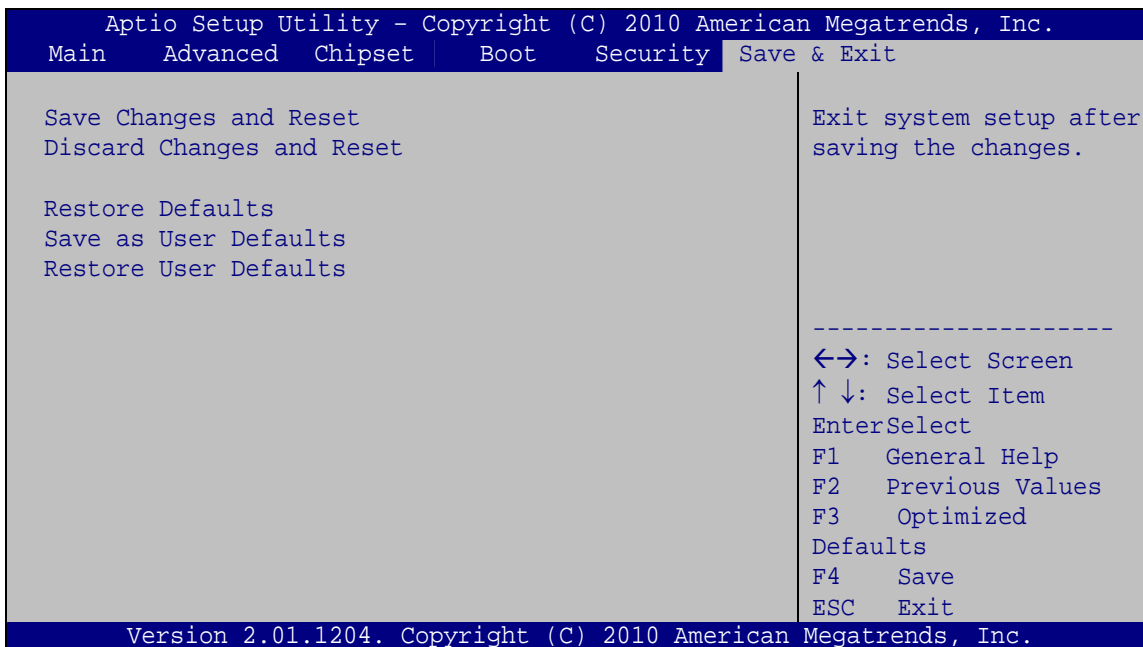 Aptio Setup Utility – Copyright (C) 2010 American Megatrends, Inc.
Main Advanced Chipset Boot Security Save & Exit
Save Changes and Reset
Discard Changes and Reset
Restore Defaults
Save as User Defaults
Restore User Defaults
Exit system setup after
saving the changes.
---------------------
←→: Select Screen
↑ ↓: Select Item
EnterSelect
F1 General Help
F2 Previous Values
F3 Optimized
Defaults
F4 Save
ESC Exit
Version 2.01.1204. Copyright (C) 2010 American Megatrends, Inc.